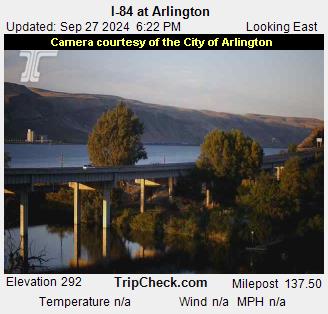 I-84 at Arlington
Updated: Sep 27 2024 6:22 PM Looking East
Camera courtesy of the City of Arlington
Elevation 292 TripCheck.com Milepost 137.50
Temperature n/a Wind n/a MPH n/a